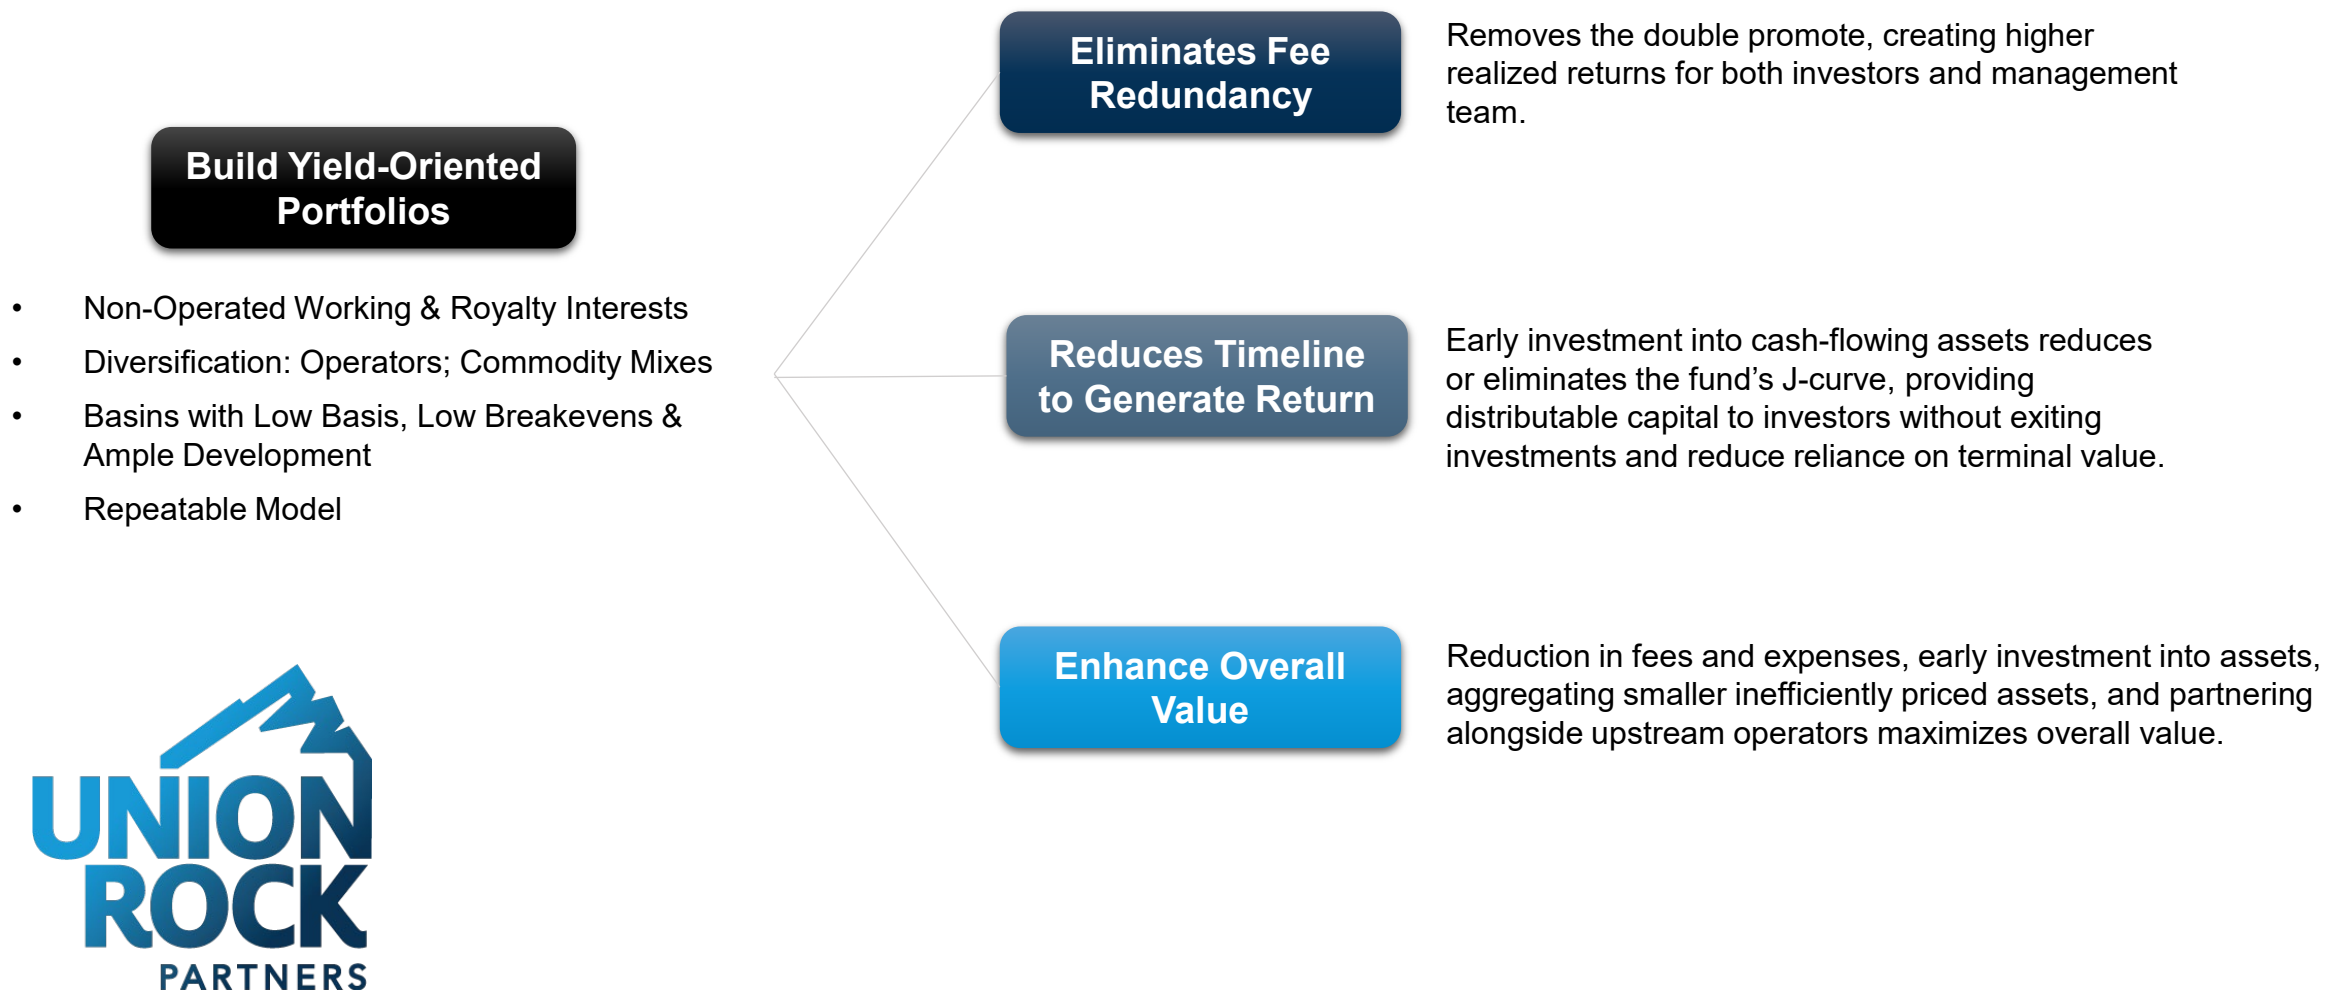 Build Yield-Oriented
Portfolios
• Non-Operated Working & Royalty Interests
• Diversification: Operators; Commodity Mixes
• Basins with Low Basis, Low Breakevens &
Ample Development
• Repeatable Model
Eliminates Fee
Redundancy
Removes the double promote, creating higher
realized returns for both investors and management
team.
Reduces Timeline
to Generate Return
Early investment into cash-flowing assets reduces
or eliminates the fund’s J-curve, providing
distributable capital to investors without exiting
investments and reduce reliance on terminal value.
Enhance Overall
Value
Reduction in fees and expenses, early investment into assets,
aggregating smaller inefficiently priced assets, and partnering
alongside upstream operators maximizes overall value.
UNION
ROCK
PARTNERS